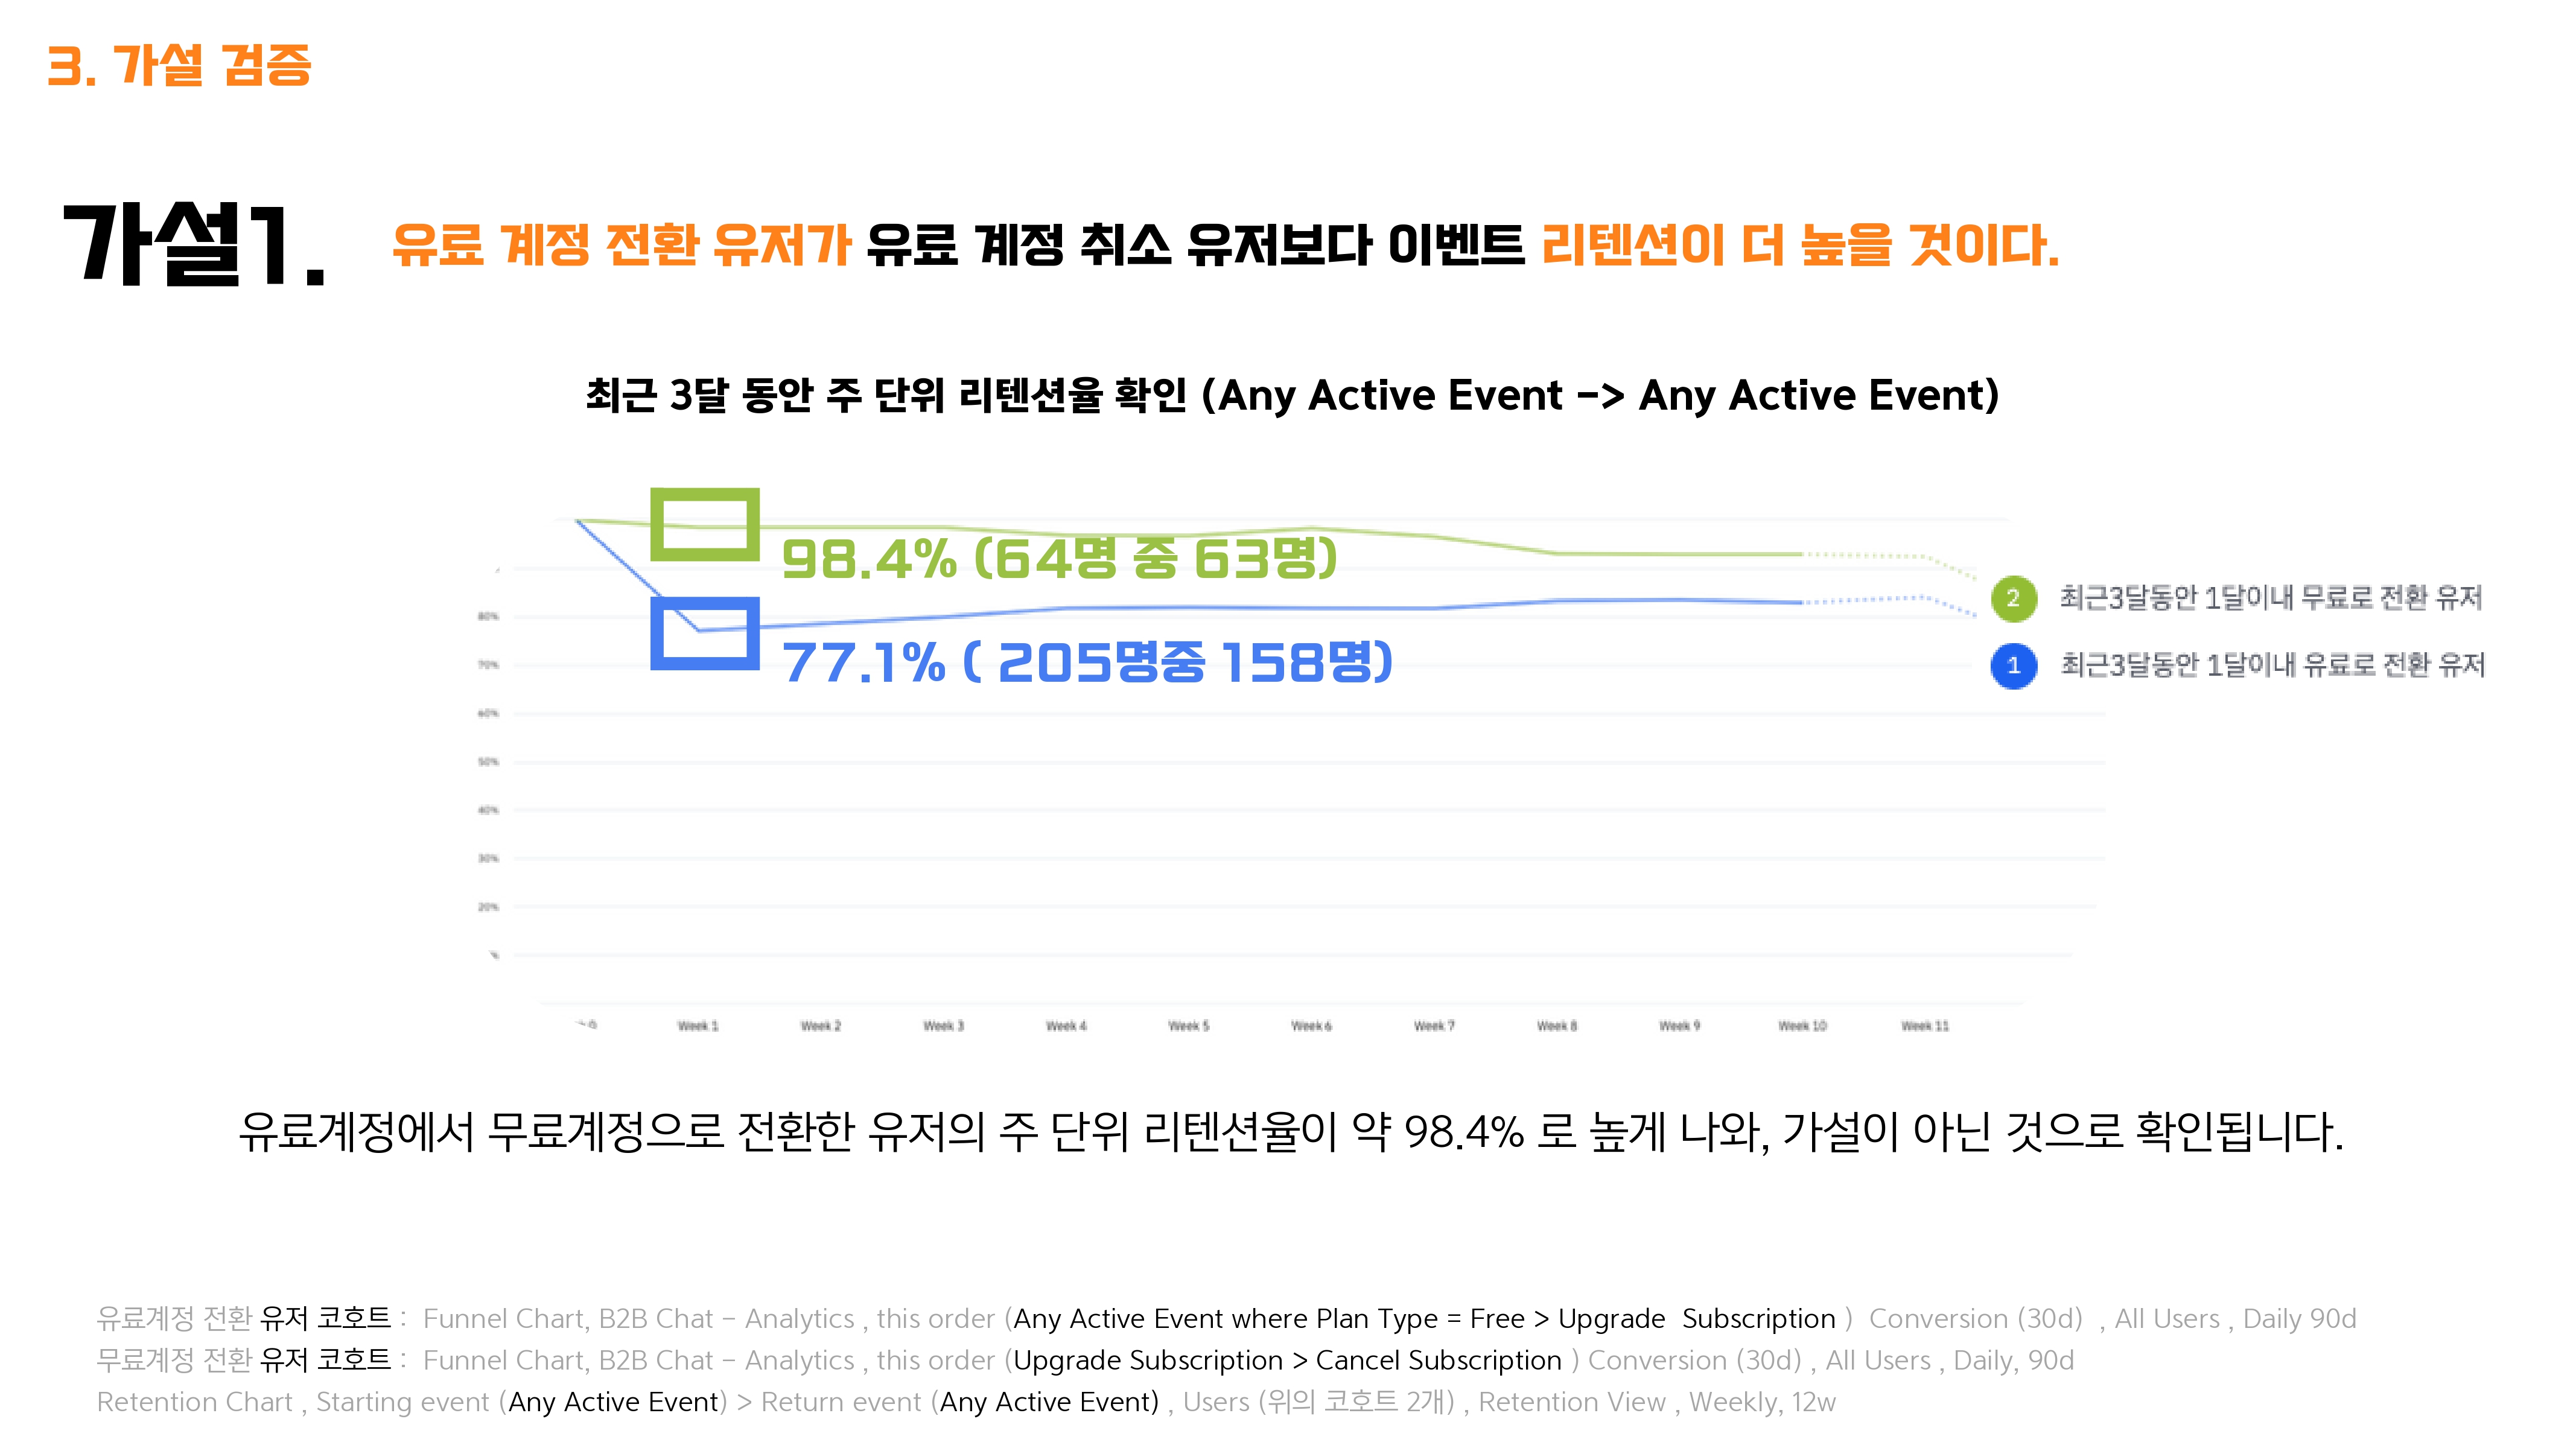 3. 가설 검증
가설1.
유료 계정 전환 유저가 유료 계정 취소 유저보다 이벤트 리텐션이 더 높을 것이다.
최근 3달 동안 주 단위 리텐션율 확인 (Any Active Event -> Any Active Event)
98.4% (64명 중 63명)
2 최근3달동안 1달이내 무료로 전환 유저
80%
77.1% ( 205명중 158명)
1 최근3달동안 1달이내 유료로 전환 유저
70%
60%
50%
40%
30%
20%
Week 1 Week 2 Week 3 Week 4 Week 5 Week 6 Week 7 Week 8 Week 9 Week 10 Week 11
유료계정에서 무료계정으로 전환한 유저의 주 단위 리텐션율이 약 98.4% 로 높게 나와, 가설이 아닌 것으로 확인됩니다.
유료계정 전환 유저 코호트 : Funnel Chart, B2B Chat - Analytics , this order (Any Active Event where Plan Type = Free > Upgrade Subscription ) Conversion (30d) , All Users , Daily 90d
무료계정 전환 유저 코호트 : Funnel Chart, B2B Chat - Analytics , this order (Upgrade Subscription > Cancel Subscription ) Conversion (30d) , All Users , Daily, 90d
Retention Chart , Starting event (Any Active Event) > Return event (Any Active Event) , Users (위의 코호트 2개) , Retention View , Weekly, 12w